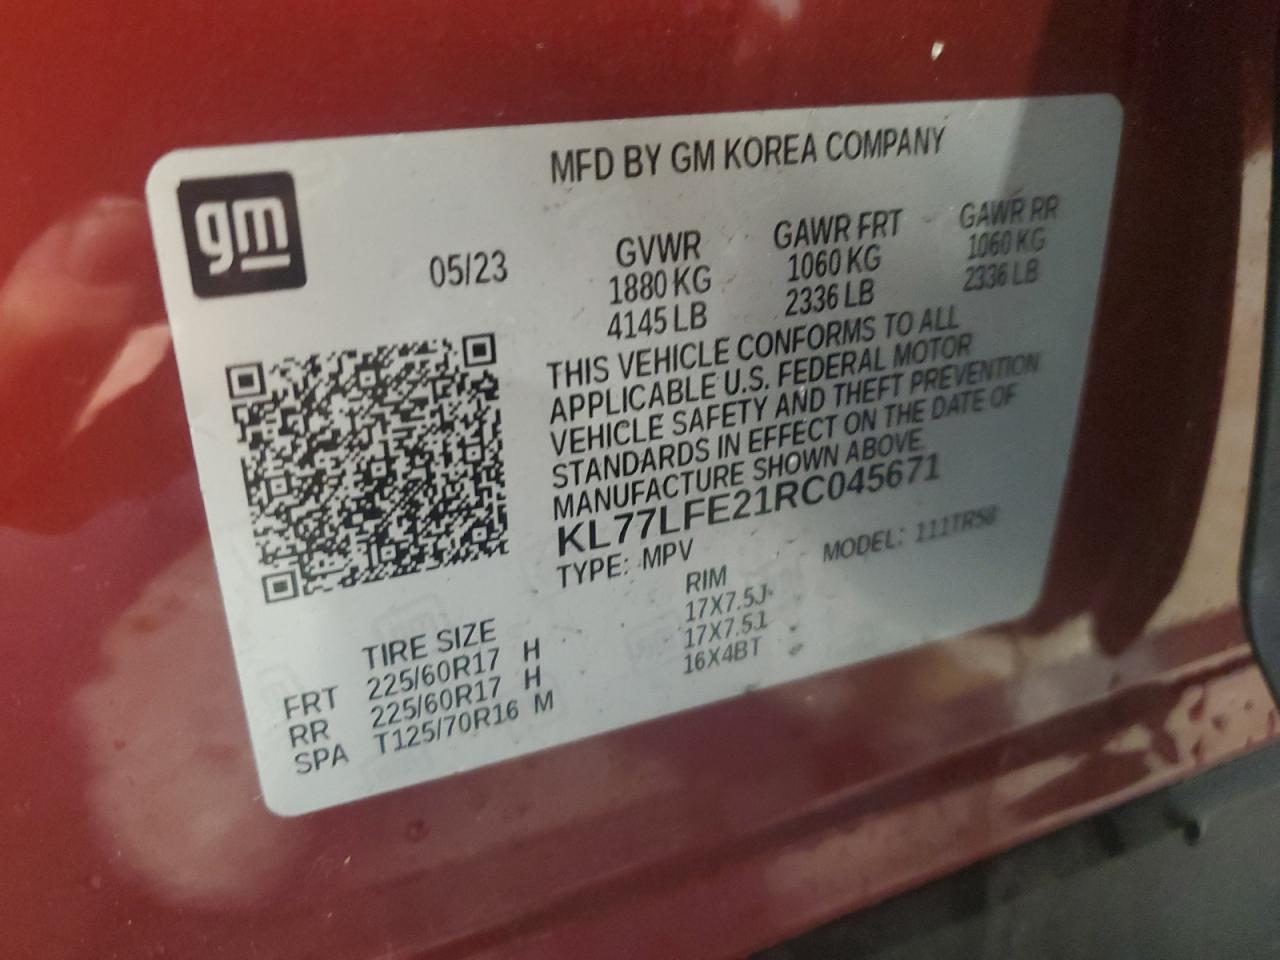 MFD BY GM KOREA COMPANY
gm
05/23
GVWR GAWR FRT GAWR RR
1880 KG 1060 KG 1060 KG
4145 LB 2336 LB 2336 LB
THIS VEHICLE CONFORMS TO ALL
APPLICABLE U.S. FEDERAL MOTOR
VEHICLE SAFETY AND THEFT PREVENTION
STANDARDS IN EFFECT ON THE DATE OF
MANUFACTURE SHOWN ABOVE
KL77LFE21RC045671
TYPE: MPV MODEL: 111TR58
TIRE SIZE RIM
FRT 225/60R17 H 17X7.5J
RR 225/60R17 H 17X7.5J
SPA T125/70R16 M 16X4BT